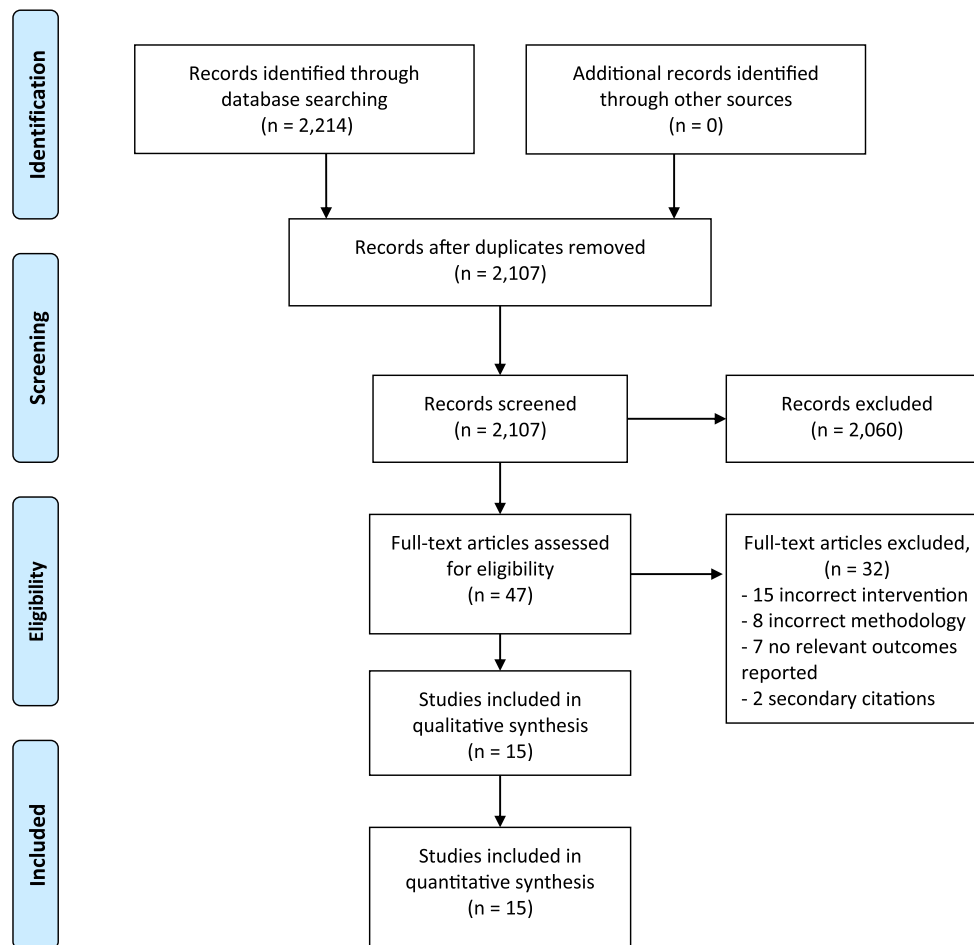 Identification
Records identified through
database searching
(n = 2,214)
Additional records identified
through other sources
(n = 0)
Records after duplicates removed
(n = 2,107)
Screening
Records screened
(n = 2,107)
Records excluded
(n = 2,060)
Eligibility
Full-text articles assessed
for eligibility
(n = 47)
Full-text articles excluded,
(n = 32)
- 15 incorrect intervention
- 8 incorrect methodology
- 7 no relevant outcomes
reported
- 2 secondary citations
Studies included in
qualitative synthesis
(n = 15)
Included
Studies included in
quantitative synthesis
(n = 15)